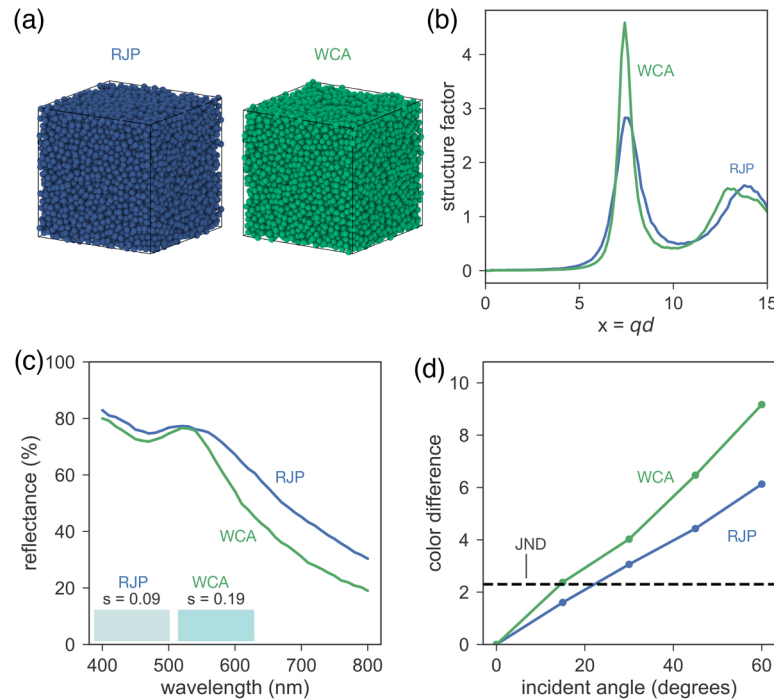 (a)
RJP
WCA
(b)
structure factor
4
3
2
1
0
WCA
RJP
0
5
10
15
x = qd
(c)
reflectance (%)
100
80
60
40
20
0
RJP
WCA
RJP
s = 0.09
WCA
s = 0.19
400
500
600
700
800
wavelength (nm)
(d)
color difference
10
8
6
4
2
0
WCA
RJP
JND
0
20
40
60
incident angle (degrees)